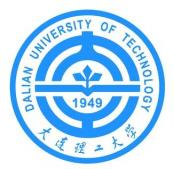 DALIAN UNIVERSITY OF TECHNOLOGY
1949
大连理工大学